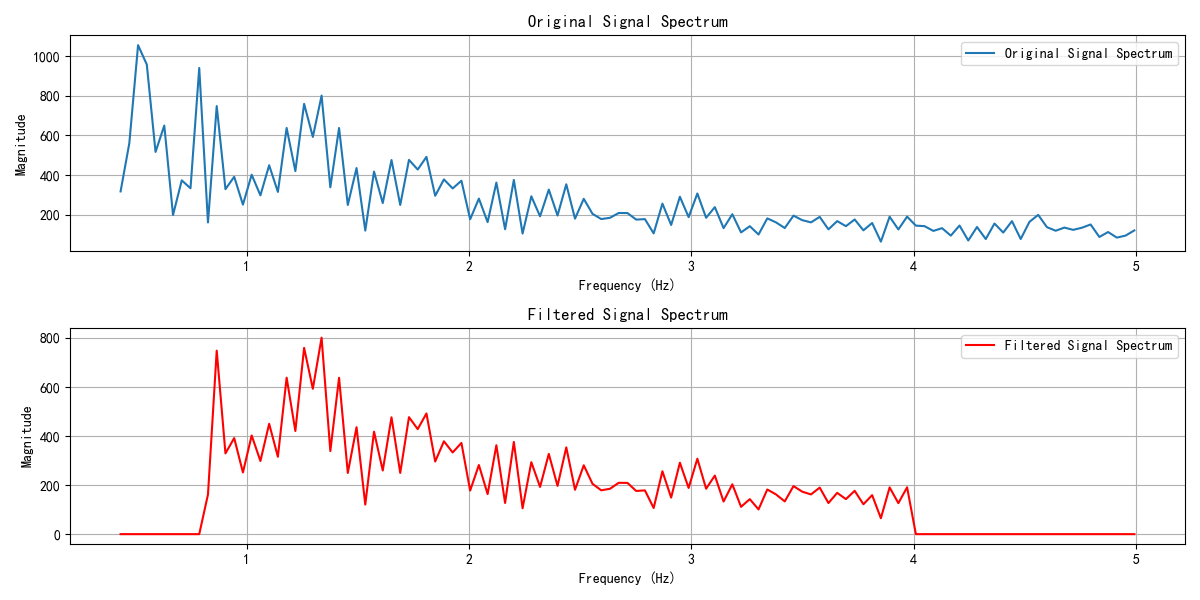 Original Signal Spectrum
1000
800
600
400
200
Magnitude
Original Signal Spectrum
1
2
3
4
5
Frequency (Hz)
Filtered Signal Spectrum
800
600
400
200
0
Magnitude
Filtered Signal Spectrum
1
2
3
4
5
Frequency (Hz)